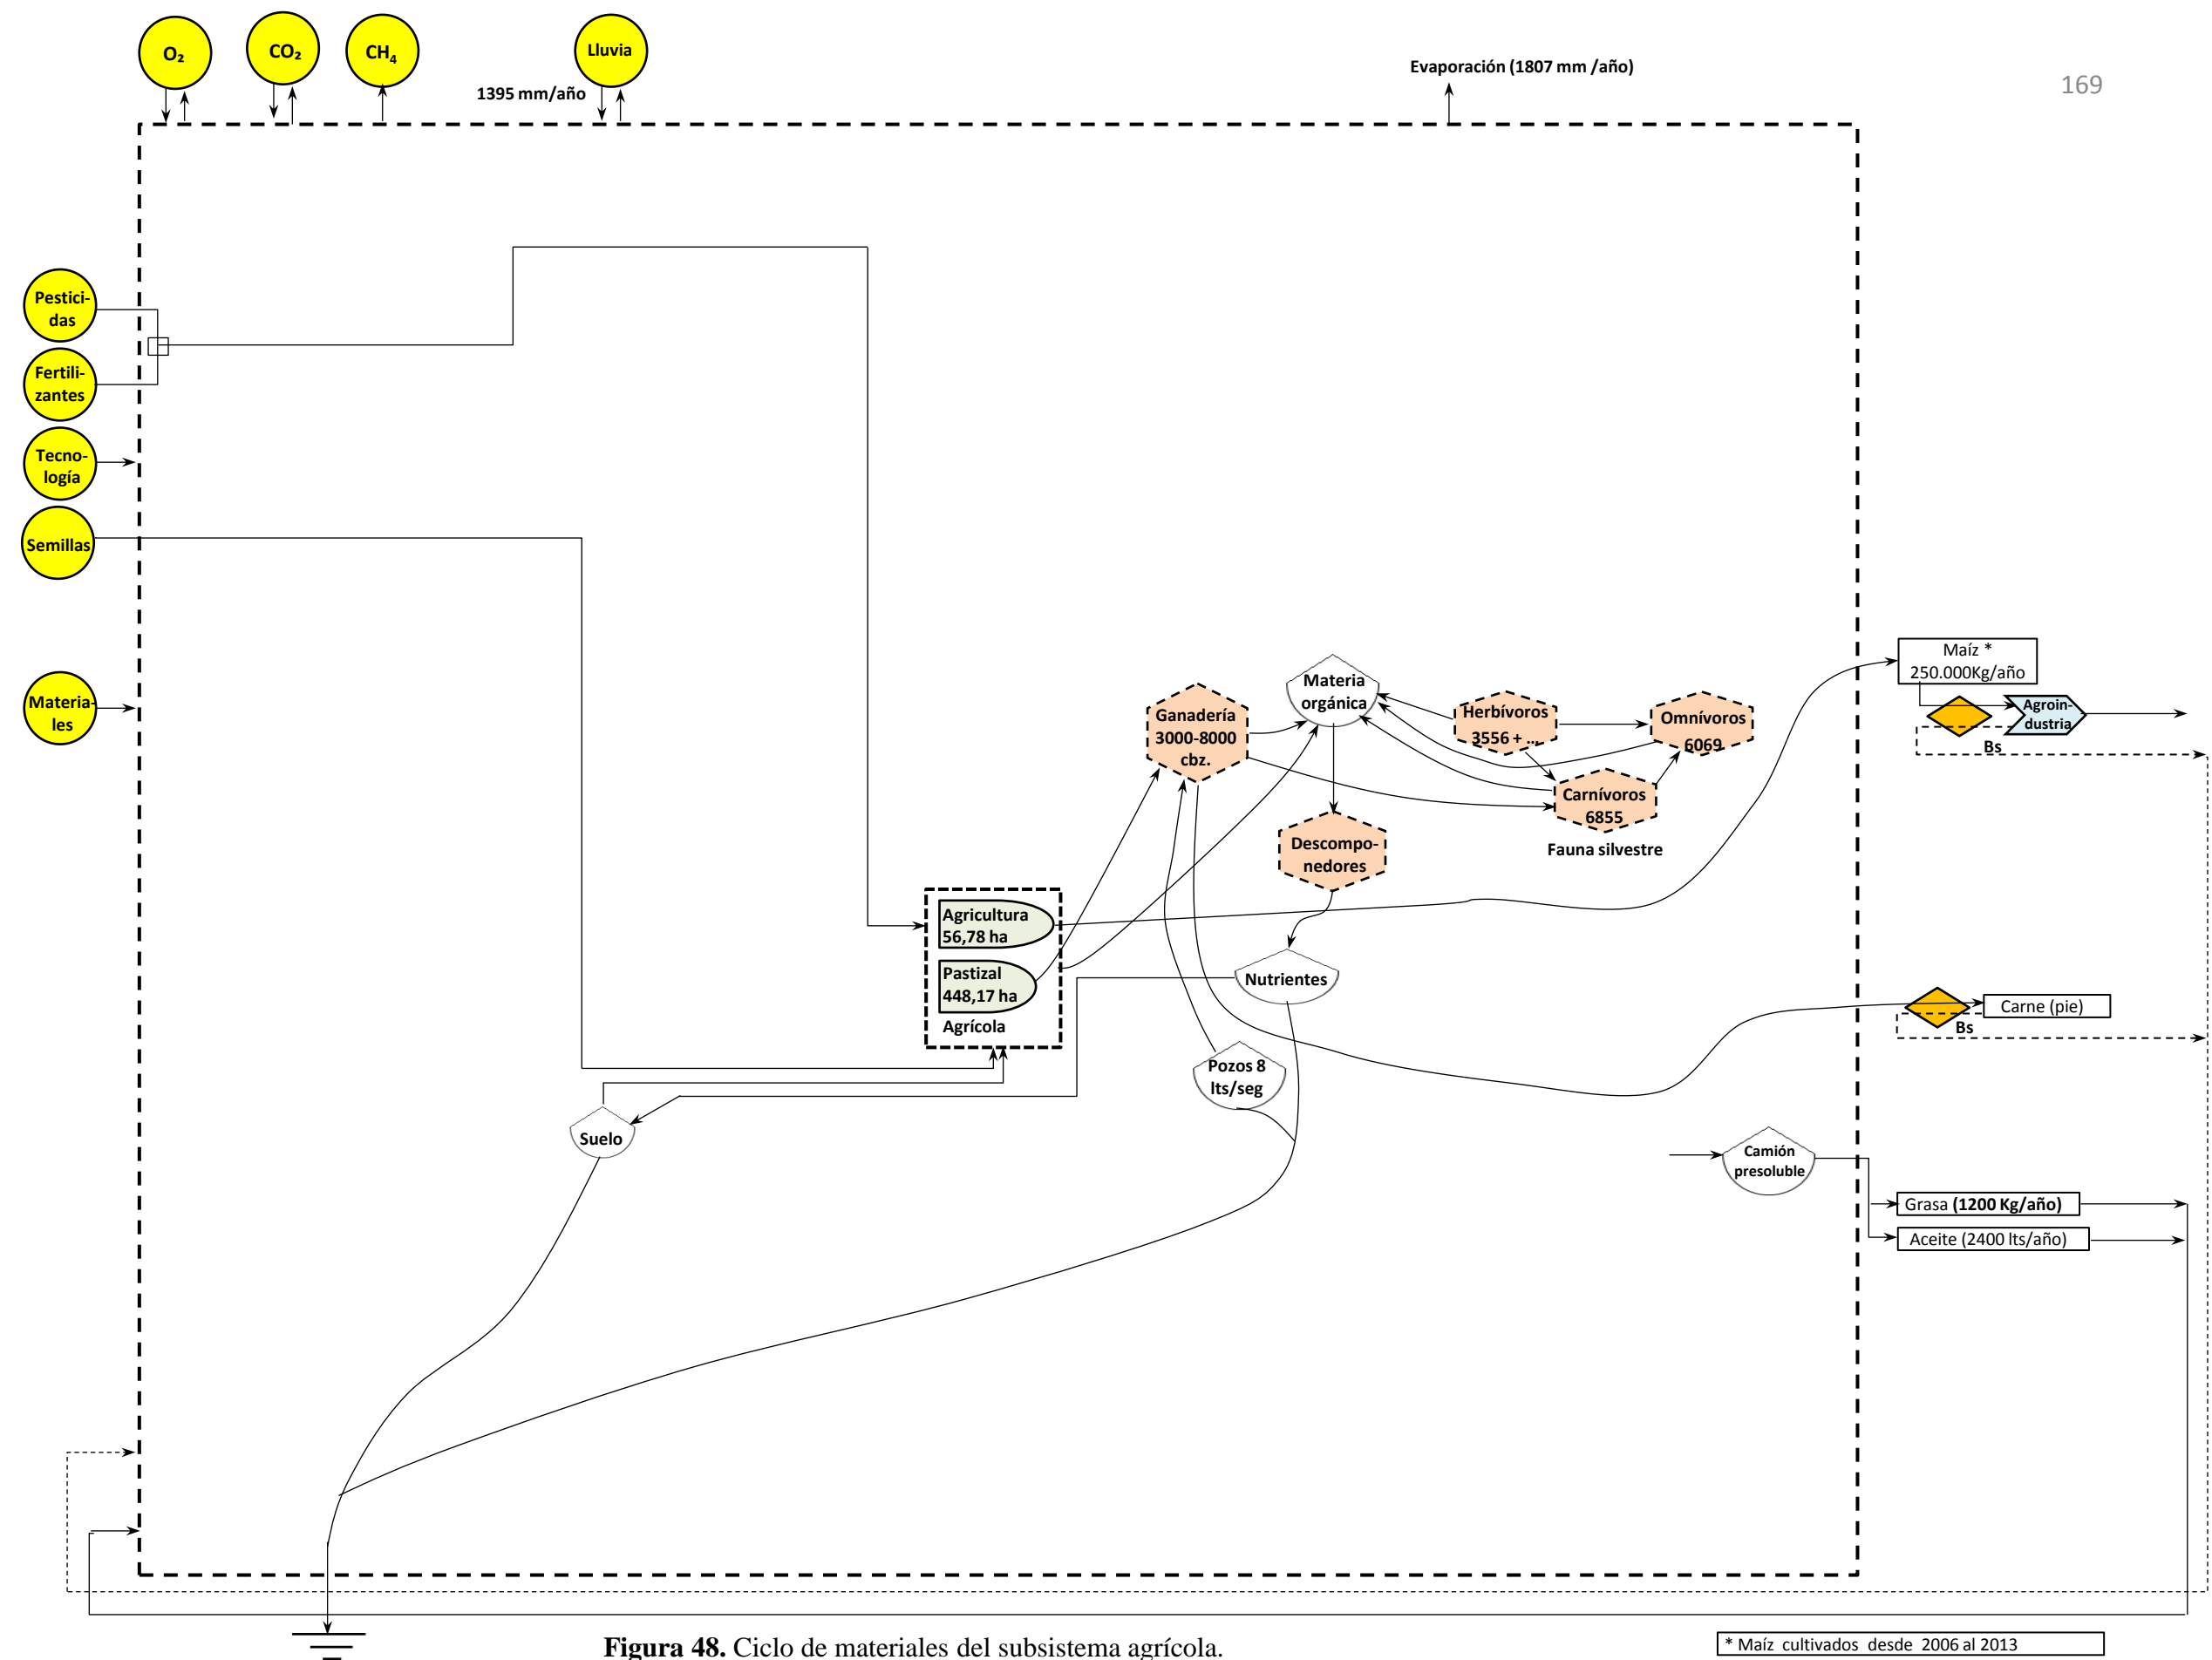 O₂
CO₂
CH₄
Lluvia
1395 mm/año
Evaporación (1807 mm /año)
169
Pestici-
das
Fertili-
zantes
Tecno-
logía
Semillas
Materia-
les
Ganadería
3000-8000
cbz.
Materia
orgánica
Herbívoros
3556 + ..
Omnívoros
6069
Carnívoros
6855
Fauna silvestre
Descompo-
nedores
Maíz *
250.000Kg/año
Agroin-
dustria
Bs
Agricultura
56,78 ha
Pastizal
448,17 ha
Agrícola
Nutrientes
Carne (pie)
Bs
Pozos 8
lts/seg
Suelo
Camión
presoluble
Grasa (1200 Kg/año)
Aceite (2400 lts/año)
Figura 48. Ciclo de materiales del subsistema agrícola.
* Maíz cultivados desde 2006 al 2013